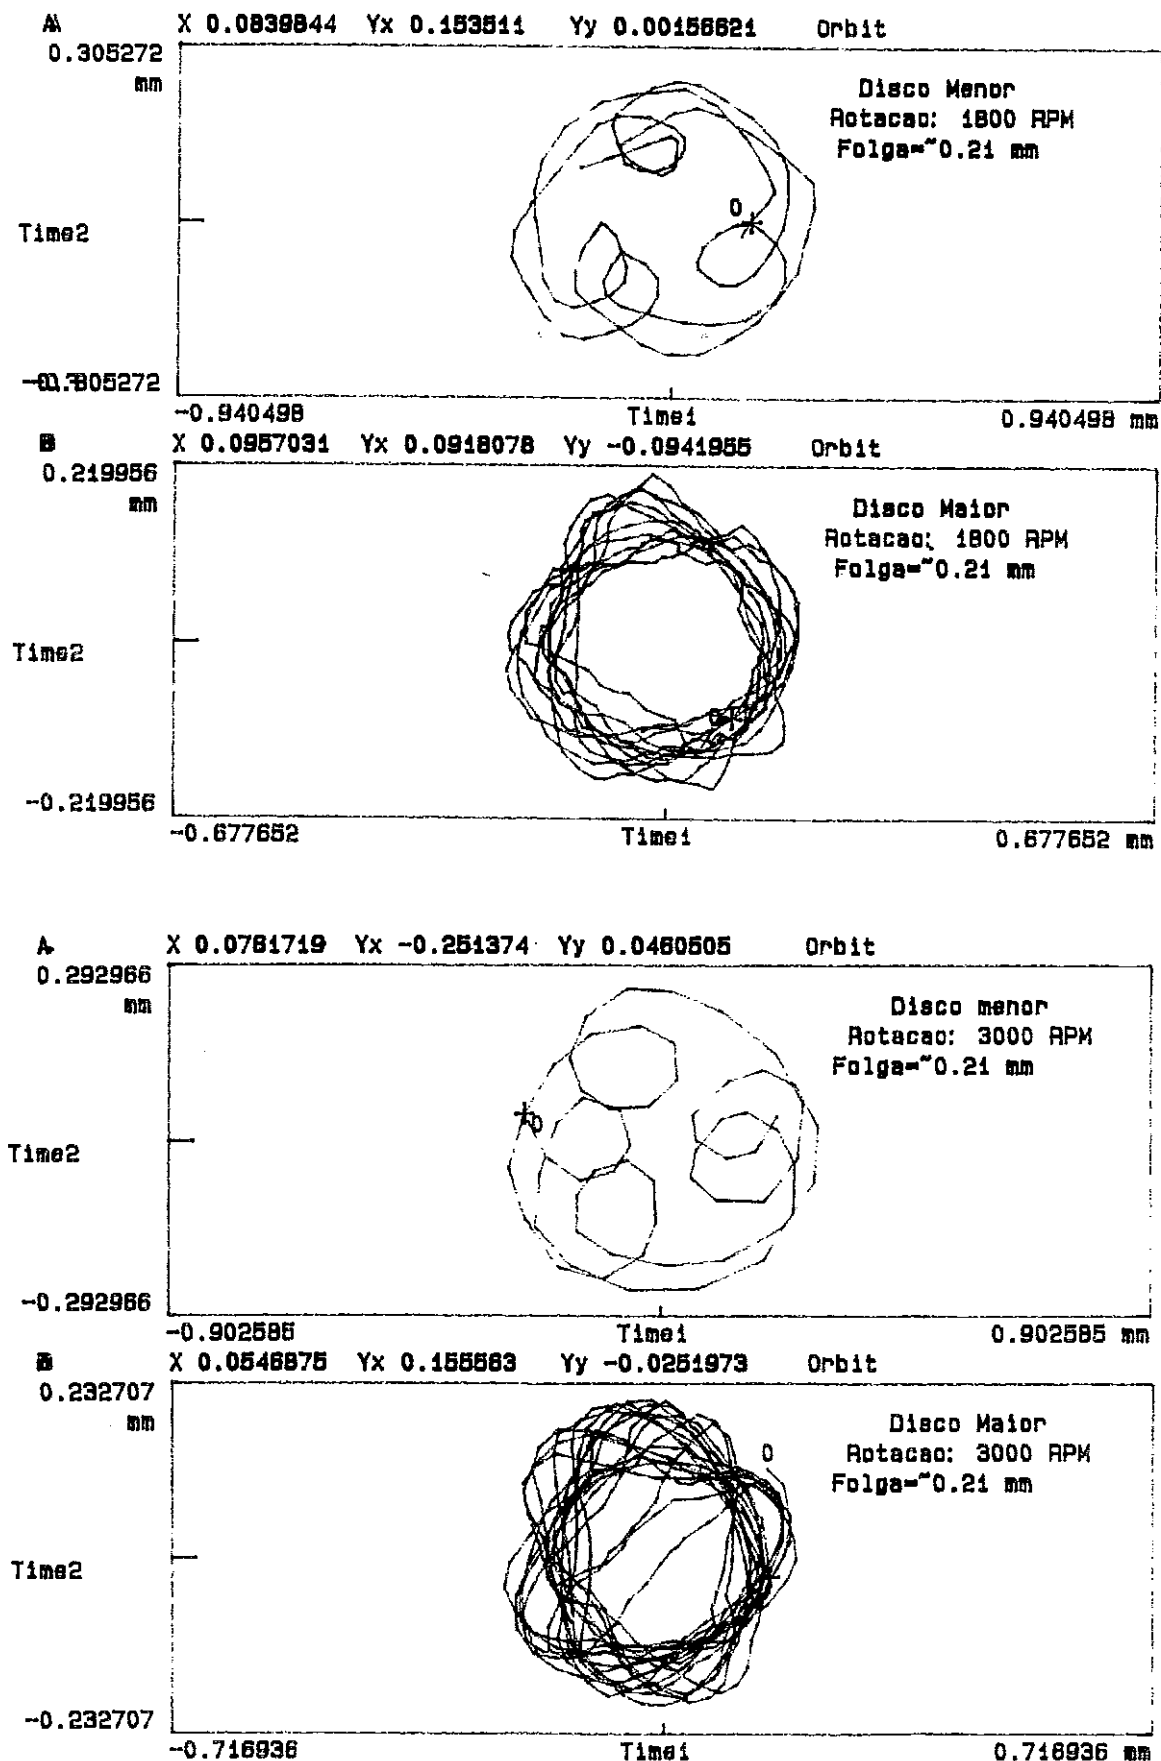 A X 0.0839844 Yx 0.153511 Yy 0.00156621 Orbit
0.305272
mm
Disco Menor
Rotacao: 1800 RPM
Folga=~0.21 mm
0
Time2
-0.940498 Time1 0.940498 mm
B X 0.0957031 Yx 0.0918078 Yy -0.0941955 Orbit
0.219956
mm
Disco Maior
Rotacao: 1800 RPM
Folga=~0.21 mm
Time2
-0.219956
-0.677652 Time1 0.677652 mm
A X 0.0781719 Yx -0.251374 Yy 0.0460505 Orbit
0.292966
mm
Disco menor
Rotacao: 3000 RPM
Folga=~0.21 mm
0
Time2
-0.292966
-0.902585 Time1 0.902585 mm
X 0.0546875 Yx 0.155563 Yy -0.0251973 Orbit
0.232707
mm
Disco Maior
Rotacao: 3000 RPM
Folga=~0.21 mm
0
Time2
-0.232707
-0.716936 Time1 0.716936 mm